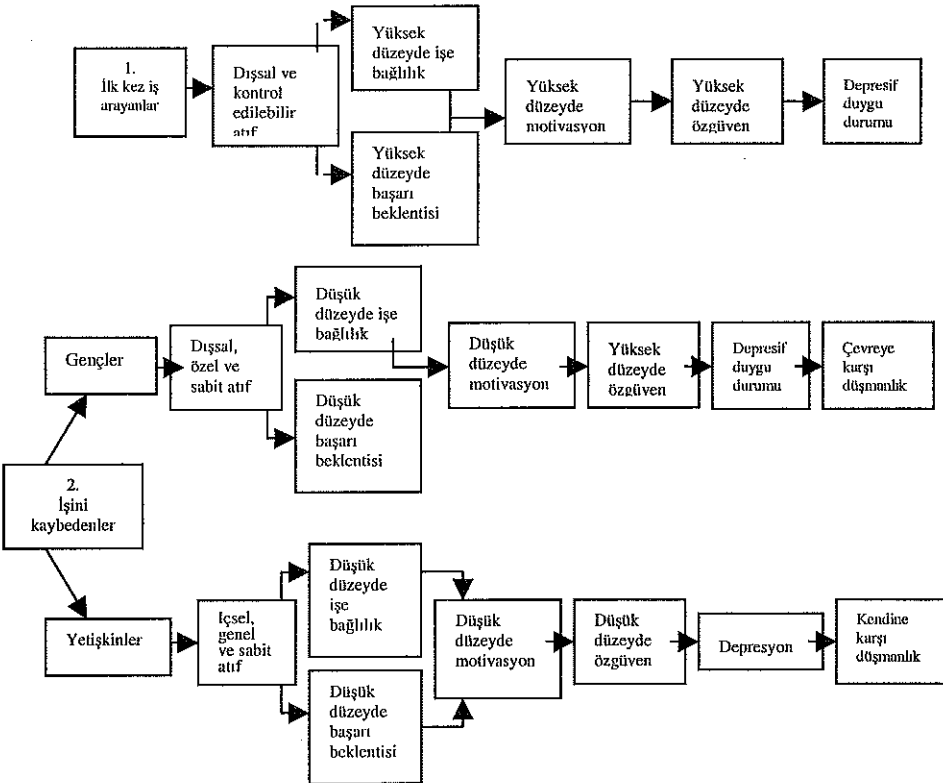 1.
İlk kez iş
arayanlar
Dışsal ve
kontrol
edilebilir
atıf
Yüksek
düzeyde işe
bağlılık
Yüksek
düzeyde
başarı
beklentisi
Yüksek
düzeyde
motivasyon
Yüksek
düzeyde
özgüven
Depresif
duygu
durumu
2.
İşini
kaybedenler
Gençler
Dışsal,
özel ve
sabit atıf
Düşük
düzeyde işe
bağlılık
Düşük
düzeyde
başarı
beklentisi
Düşük
düzeyde
motivasyon
Yüksek
düzeyde
özgüven
Depresif
duygu
durumu
Çevreye
karşı
düşmanlık
Yetişkinler
İçsel,
genel
ve sabit
atıf
Düşük
düzeyde
işe
bağlılık
Düşük
düzeyde
başarı
beklentisi
Düşük
düzeyde
motivasyon
Düşük
düzeyde
özgüven
Depresyon
Kendine
karşı
düşmanlık